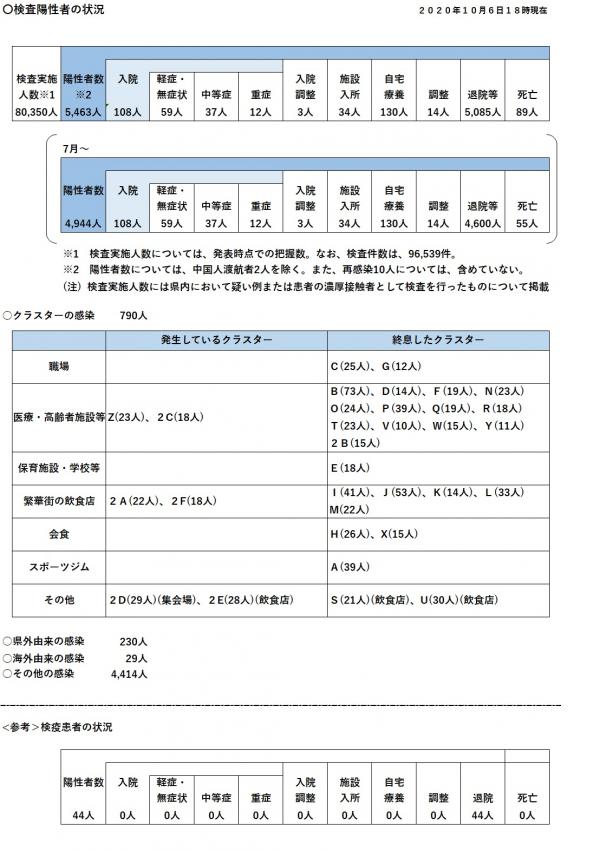 〇検査陽性者の状況
２０２０年１０月６日１８時現在
検査実施人数※1 陽性者数※2 入院 軽症・無症状 中等症 重症 入院調整 施設入所 自宅療養 調整 退院等 死亡
80,350人 5,463人 108人 59人 37人 12人 3人 34人 130人 14人 5,085人 89人
7月～
陽性者数 入院 軽症・無症状 中等症 重症 入院調整 施設入所 自宅療養 調整 退院等 死亡
4,944人 108人 59人 37人 12人 3人 34人 130人 14人 4,600人 55人
※1　検査実施人数については、発表時点での把握数。なお、検査件数は、96,539件。
※2　陽性者数については、中国人渡航者2人を除く。また、再感染10人については、含めていない。
（注）検査実施人数には県内において疑い例または患者の濃厚接触者として検査を行ったものについて掲載
〇クラスターの感染　790人
発生しているクラスター 終息したクラスター
職場 C(25人)、G(12人)
医療・高齢者施設等 Z(23人)、２C(18人)
B(73人)、D(14人)、F(19人)、N(23人)
O(24人)、P(39人)、Q(19人)、R(18人)
T(23人)、V(10人)、W(15人)、Y(11人)
２B(15人)
保育施設・学校等 E(18人)
繁華街の飲食店 ２A(22人)、２F(18人)
I(41人)、J(53人)、K(14人)、L(33人)
M(22人)
会食 H(26人)、X(15人)
スポーツジム A(39人)
その他 ２D(29人)(集会場)、２E(28人)(飲食店) S(21人)(飲食店)、U(30人)(飲食店)
〇県外由来の感染 230人
〇海外由来の感染 29人
〇その他の感染 4,414人
<参考>検疫患者の状況
陽性者数 入院 軽症・無症状 中等症 重症 入院調整 施設入所 自宅療養 調整 退院 死亡
44人 0人 0人 0人 0人 0人 0人 0人 0人 44人 0人